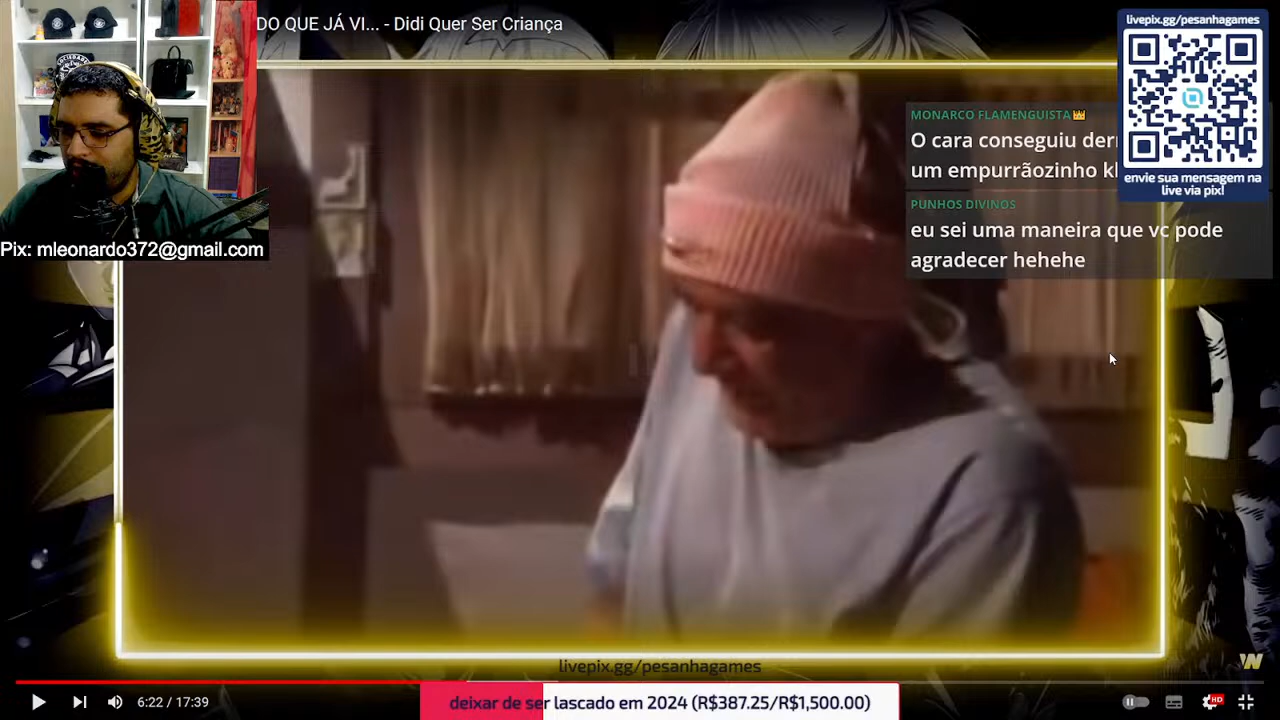 DO QUE JÁ VI... - Didi Quer Ser Criança
livepix.gg/pesanhagames
envie sua mensagem na
live via pix!
MONARCO FLAMENGUISTA
O cara conseguiu
um empurrãozinho
PUNHOS DIVINOS
eu sei uma maneira que vc pode
agradecer hehehe
Pix: mleonardo372@gmail.com
livepix.gg/pesanhagames
deixar de ser lascado em 2024 (R$387.25/R$1,500.00)
6:22 / 17:39
HD
W